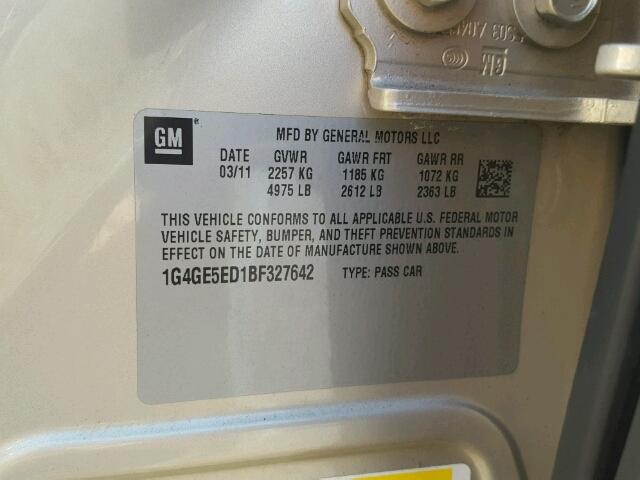 GM
MFD BY GENERAL MOTORS LLC
DATE GVWR GAWR FRT GAWR RR
03/11 2257 KG 1185 KG 1072 KG
4975 LB 2612 LB 2363 LB
THIS VEHICLE CONFORMS TO ALL APPLICABLE U.S. FEDERAL MOTOR
VEHICLE SAFETY, BUMPER, AND THEFT PREVENTION STANDARDS IN
EFFECT ON THE DATE OF MANUFACTURE SHOWN ABOVE.
1G4GE5ED1BF327642 TYPE: PASS CAR